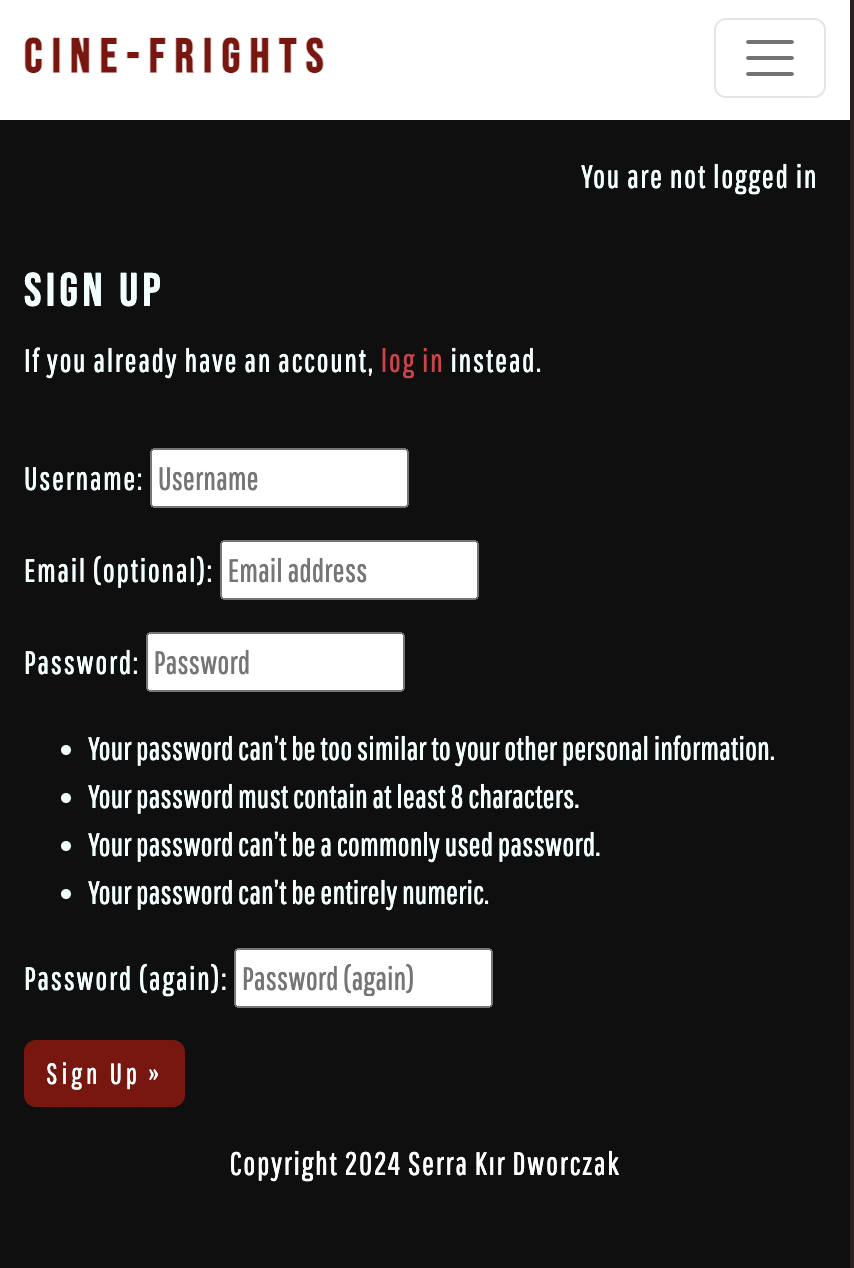 CINE-FRIGHTS
You are not logged in
SIGN UP
If you already have an account, log in instead.
Username: Username
Email (optional): Email address
Password: Password
• Your password can't be too similar to your other personal information.
• Your password must contain at least 8 characters.
• Your password can't be a commonly used password.
• Your password can't be entirely numeric.
Password (again): Password (again)
Sign Up »
Copyright 2024 Serra Kır Dworczak